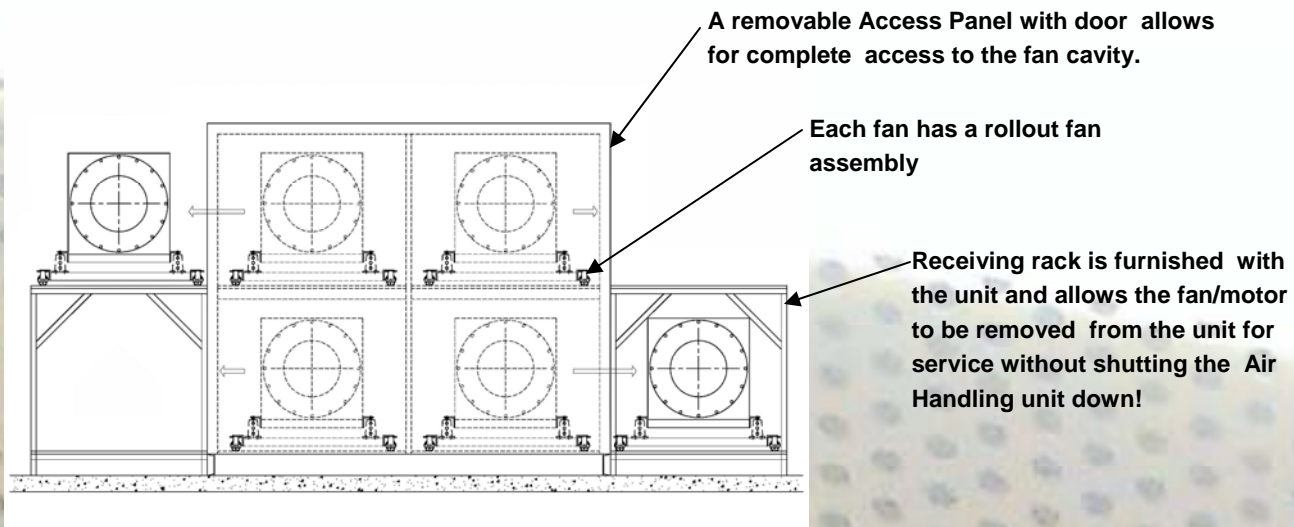 A removable Access Panel with door allows
for complete access to the fan cavity.
Each fan has a rollout fan
assembly
Receiving rack is furnished with
the unit and allows the fan/motor
to be removed from the unit for
service without shutting the Air
Handling unit down!